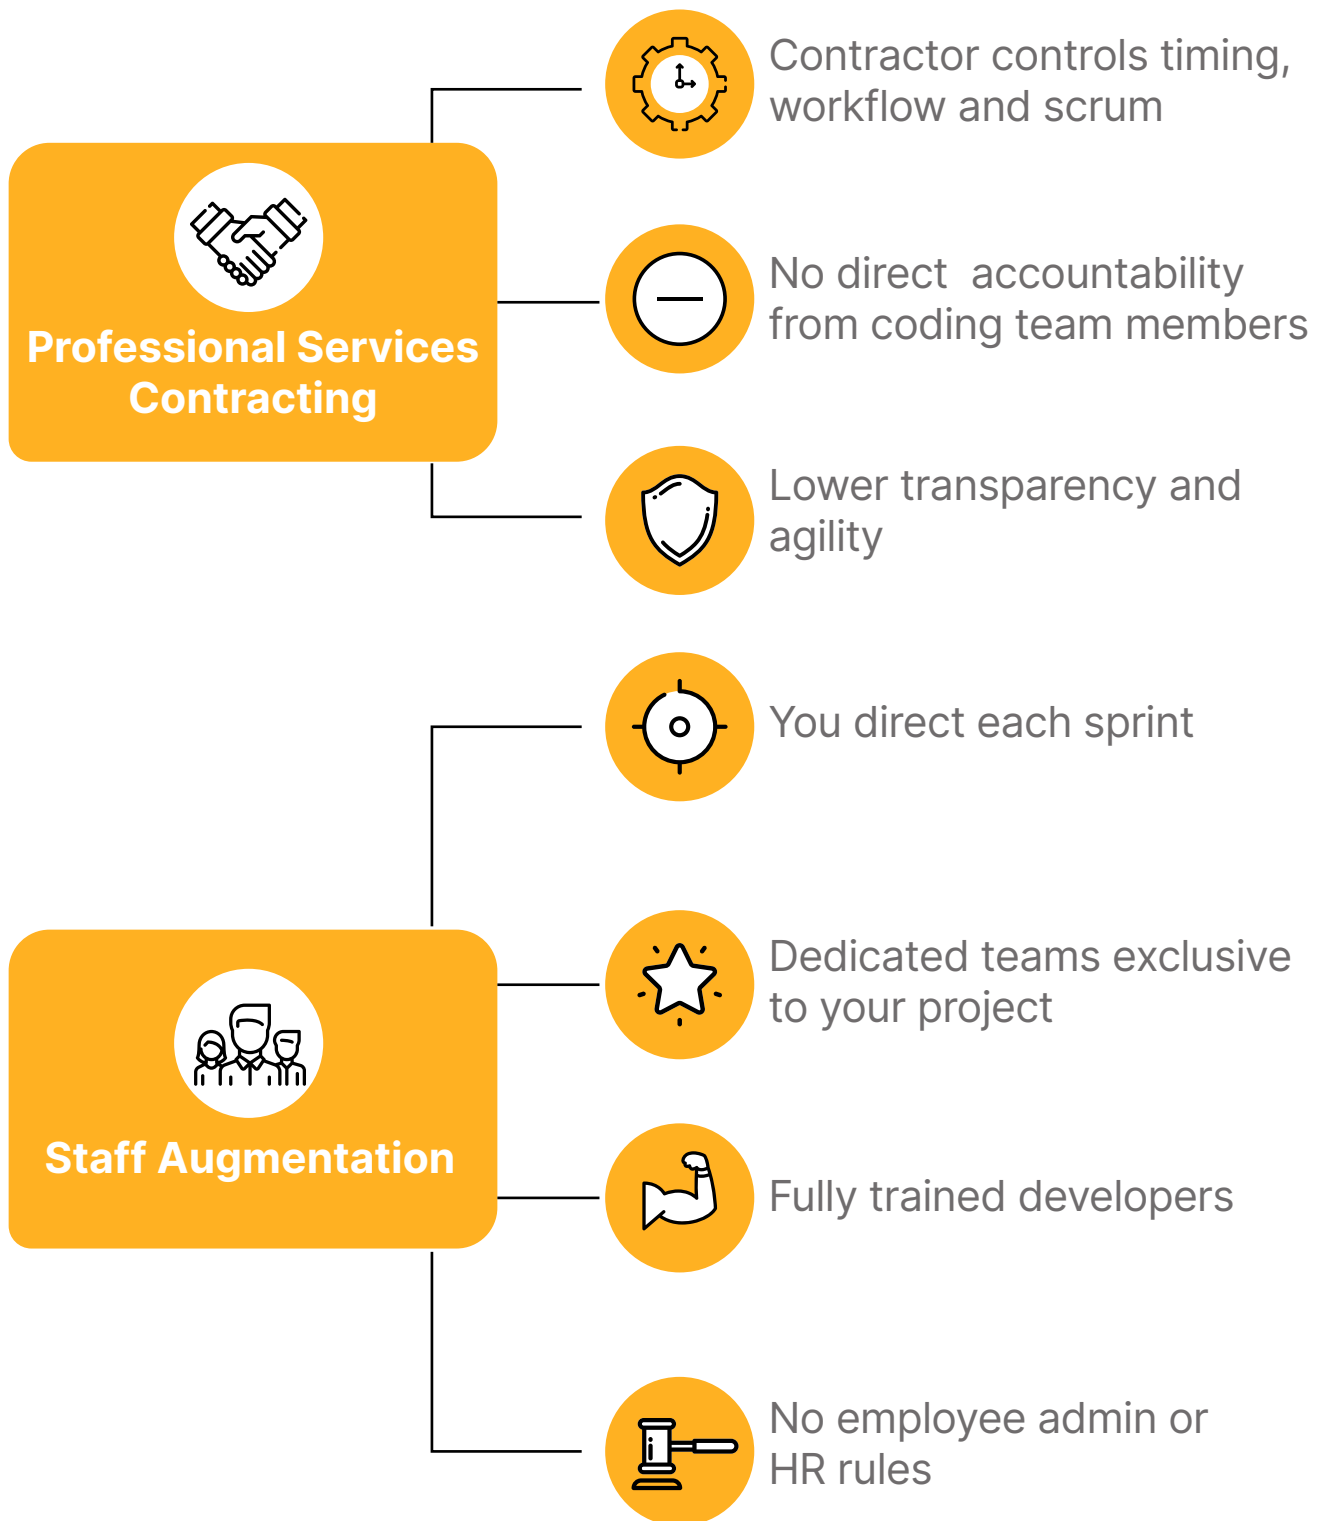 Contractor controls timing,
workflow and scrum
Professional Services
Contracting
No direct  accountability
from coding team members
Lower transparency and
agility
You direct each sprint
Dedicated teams exclusive
to your project
Staff Augmentation
Fully trained developers
No employee admin or
HR rules